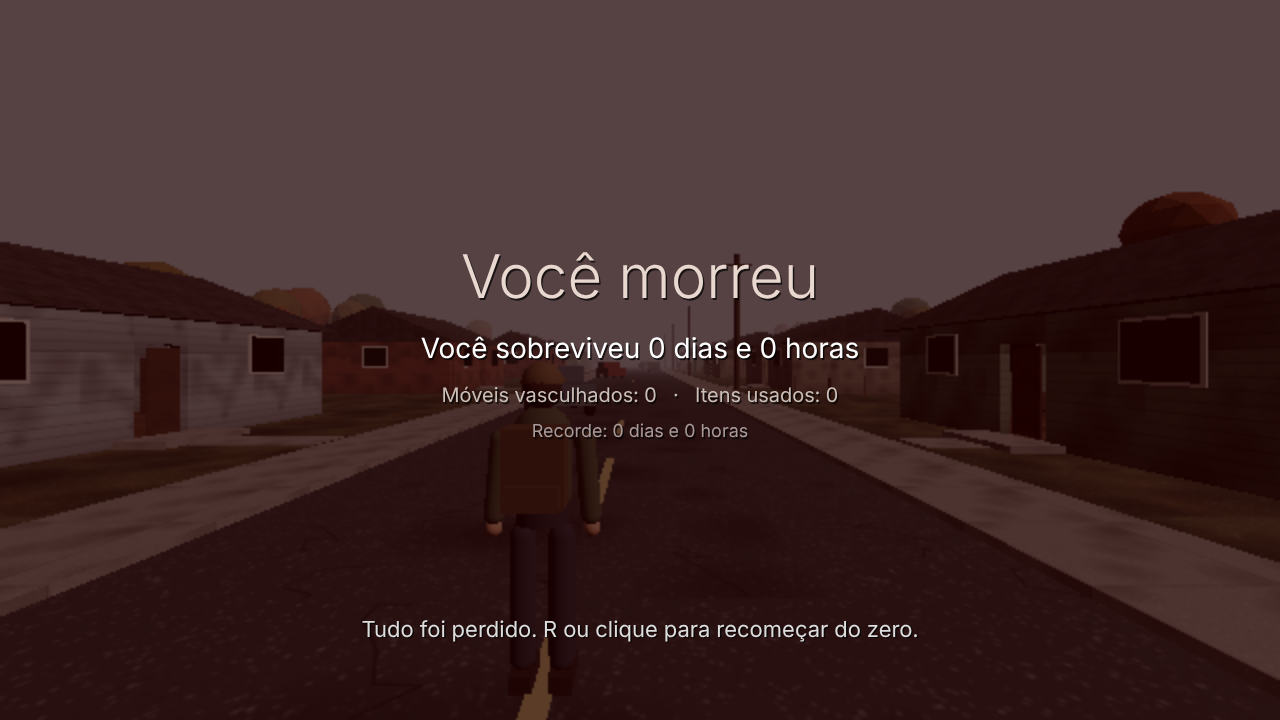 Você morreu
Você sobreviveu 0 dias e 0 horas
Móveis vasculhados: 0 · Itens usados: 0
Recorde: 0 dias e 0 horas
Tudo foi perdido. R ou clique para recomeçar do zero.